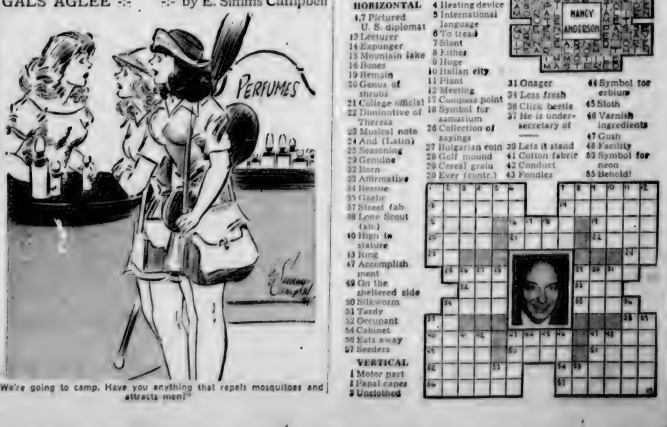 GALS AGLEE -:- -:- by E. Simms Campbell
PERFUMES
E. Simms Campbell
We're going to camp. Have you anything that repels mosquitoes and
attracts men?"
HORIZONTAL
4,7 Pictured
U. S. diplomat
13 Lecturer
14 Expunger
15 Mountain lake
16 Bones
19 Remain
20 Genus of
shrubs
21 College official
22 Diminutive of
Theresa
23 Musical note
24 And (Latin)
25 Seasoning
29 Genuine
32 Born
33 Affirmative
34 Rescue
35 Gaelic
37 Street (ab.
38 Lone Scout
(ab.)
40 High in
stature
43 Ring
47 Accomplish
ment
49 On the
sheltered side
50 Silkworm
51 Tardy
52 Occupant
54 Cabinet
56 Eats away
57 Seeders
VERTICAL
1 Motor part
2 Papal capes
3 Unclothed
4 Heating device
5 International
language
6 To tread
7 Slant
8 Either
9 Huge
10 Italian city
11 Plant
12 Meeting
17 Compass point
18 Symbol for
samarium
26 Collection of
sayings
27 Bulgarian coin
28 Golf mound
29 Cereal grain
30 Ever (contr.)
NANCY
ANDERSON
31 Onager
34 Less fresh
36 Click beetle
37 He is under-
secretary of
39 Lets it stand
41 Cotton fabric
42 Conduct
43 Fondles
44 Symbol for
erbium
45 Sloth
46 Varnish
ingredients
47 Gush
48 Facility
53 Symbol for
neon
55 Behold!